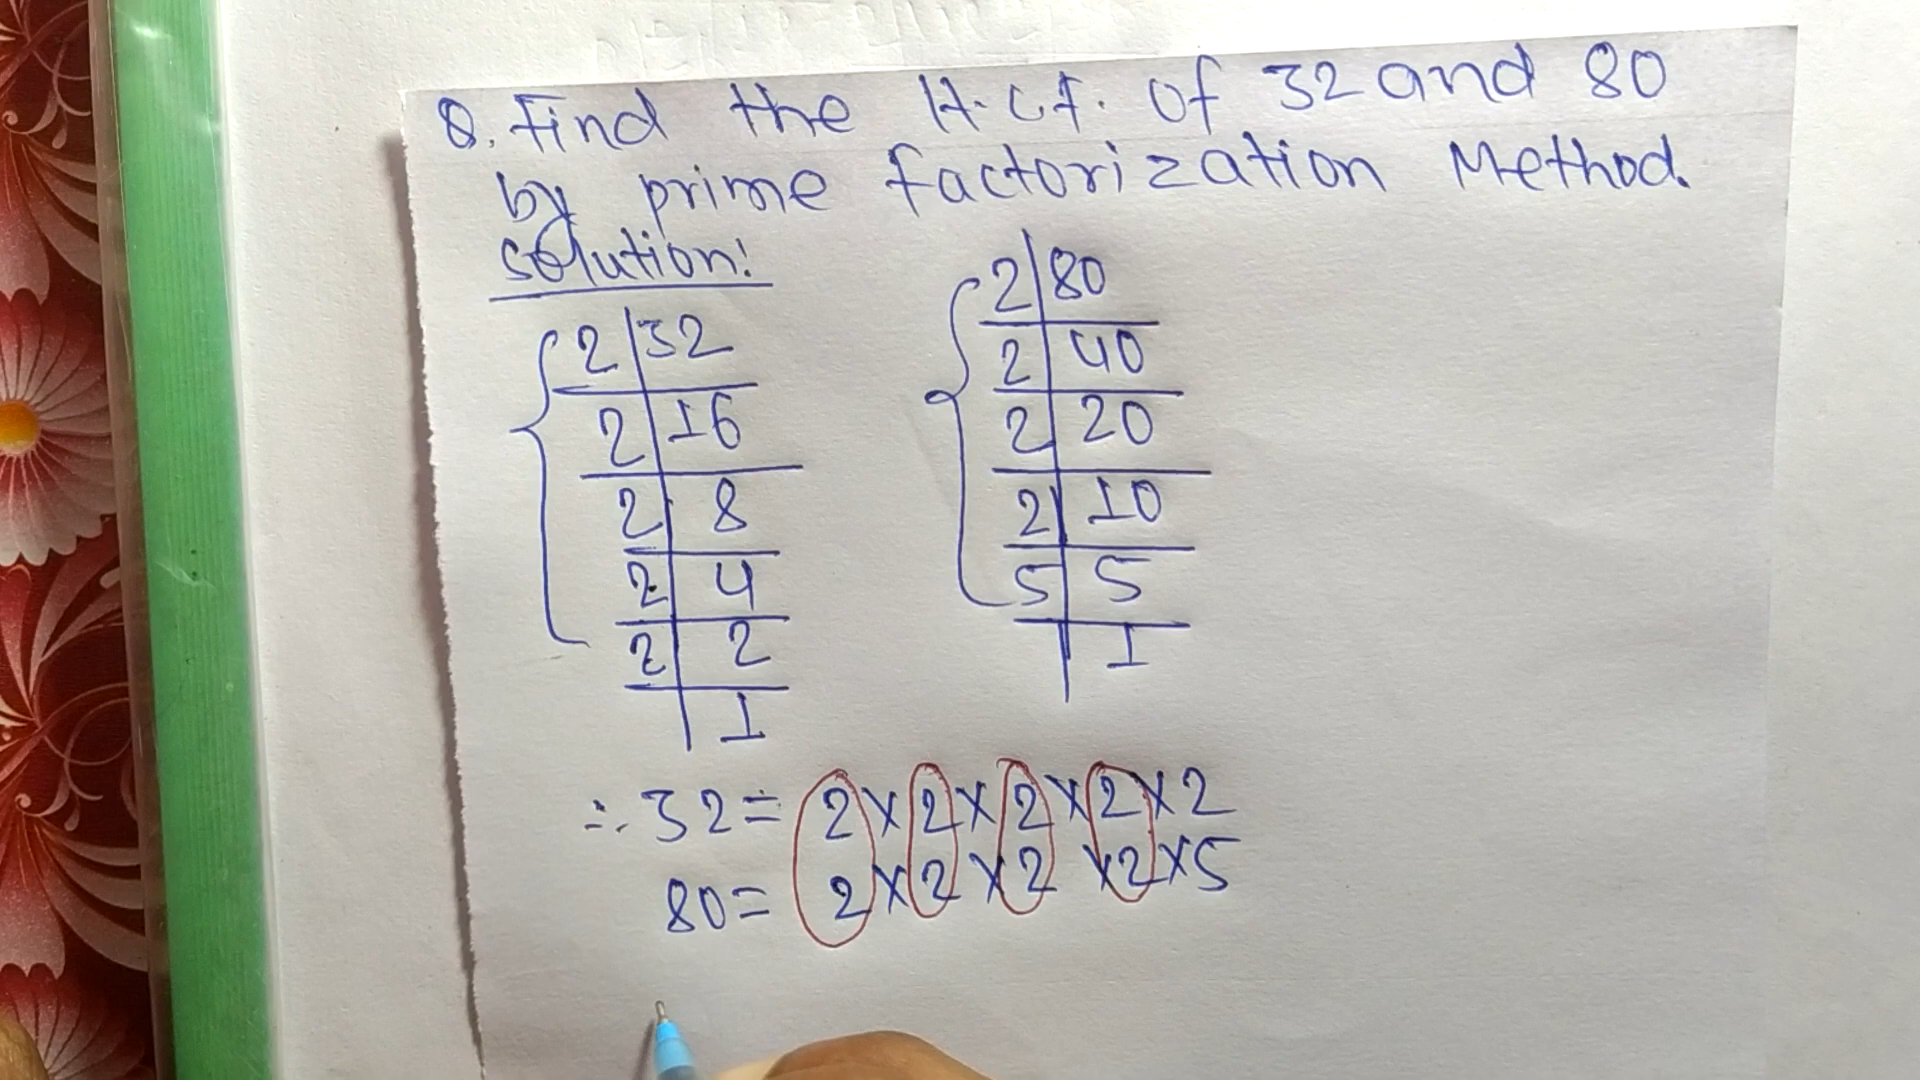 Q. Find the H.C.F. of 32 and 80
by prime factorization Method.
solution:
2 | 32
2 | 16
2 | 8
2 | 4
2 | 2
1
2 | 80
2 | 40
2 | 20
2 | 10
5 | 5
1
∴ 32 = 2×2×2×2×2
80 = 2×2×2×2×5